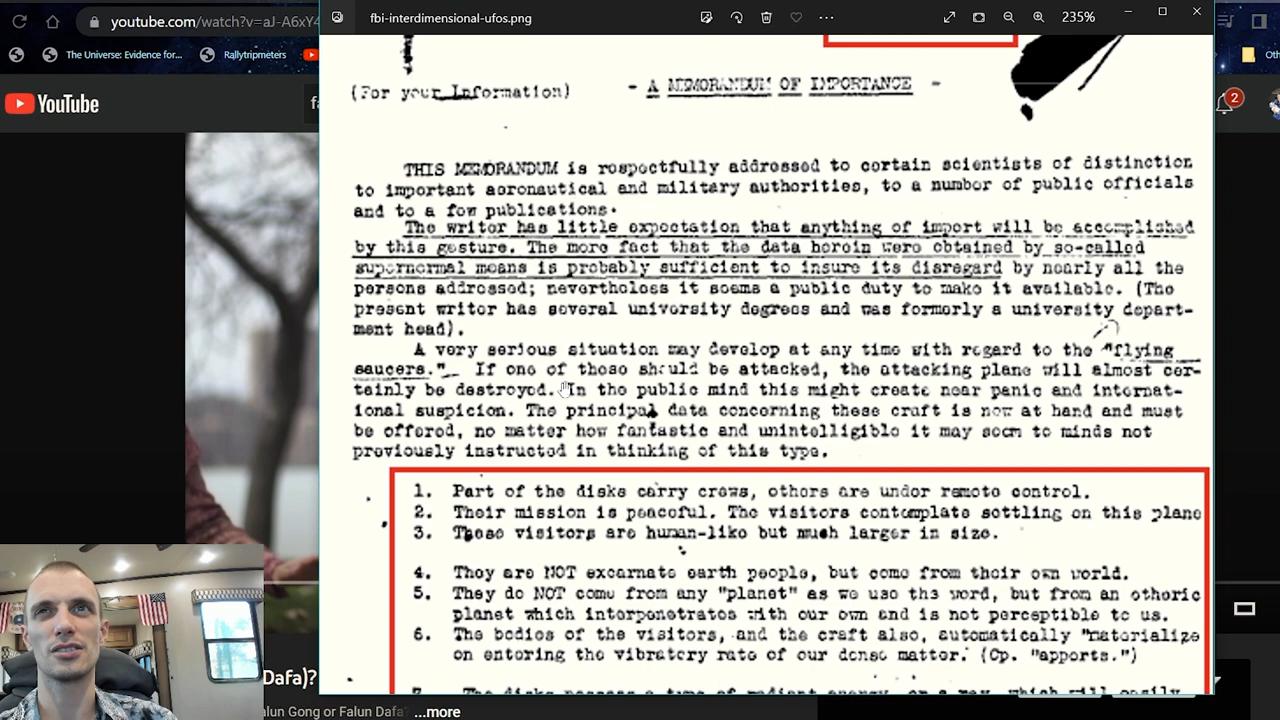 youtube.com/watch?v=aJ-A6xY4
fbi-interdimensional-ufos.png
235%
The Universe: Evidence for...
Rallytripmeters
Oth
YouTube
2
(For your Information) - A MEMORANDUM OF IMPORTANCE -
THIS MEMORANDUM is respectfully addressed to certain scientists of distinction
to important aeronautical and military authorities, to a number of public officials
and to a few publications.
The writer has little expectation that anything of import will be accomplished
by this gesture. The more fact that the data herein were obtained by so-called
supernormal means is probably sufficient to insure its disregard by nearly all the
persons addressed; nevertheless it seems a public duty to make it available. (The
present writer has several university degrees and was formerly a university depart-
ment head).
A very serious situation may develop at any time with regard to the "flying
saucers." If one of these should be attacked, the attacking plane will almost cer-
tainly be destroyed. In the public mind this might create near panic and internat-
ional suspicion. The principal data concerning these craft is now at hand and must
be offered, no matter how fantastic and unintelligible it may seem to minds not
previously instructed in thinking of this type.
1. Part of the disks carry crews, others are under remote control.
2. Their mission is peaceful. The visitors contemplate settling on this plane
3. These visitors are human-like but much larger in size.
4. They are NOT excarnate earth people, but come from their own world.
5. They do NOT come from any "planet" as we use the word, but from an etheric
planet which interpenetrates with our own and is not perceptible to us.
6. The bodies of the visitors, and the craft also, automatically "materialize
on entering the vibratory rate of our dense matter. (Cp. "apports.")
7. The disks possess a type of radiant energy, or a ray, which will easily
Dafa)?
alun Gong or Falun Dafa? ...more